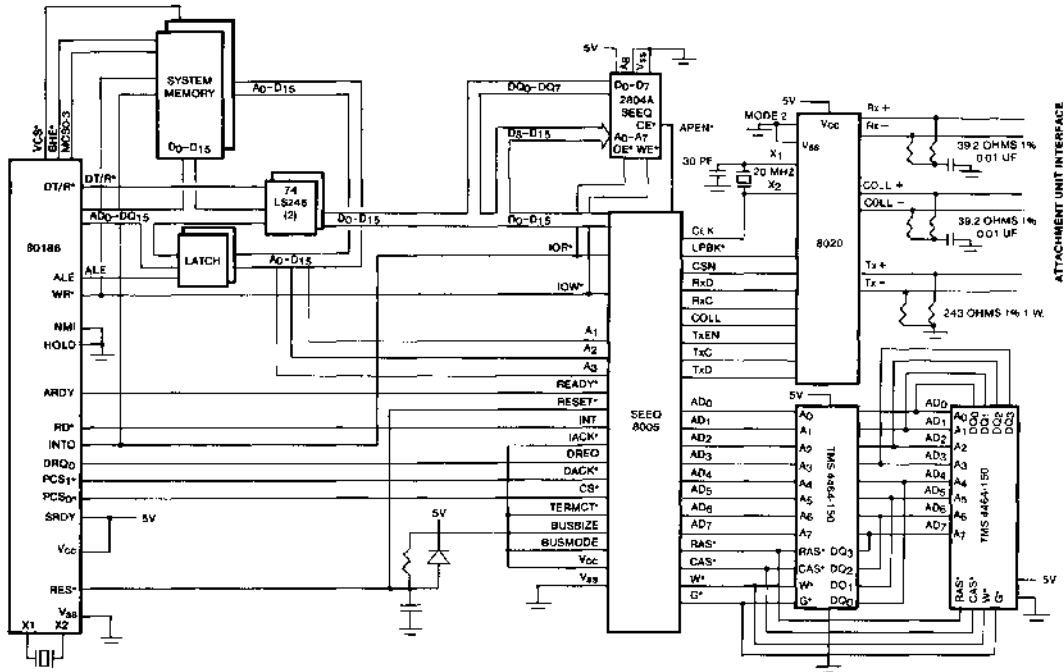 VCS*
BHE*
MCS0-3
SYSTEM
MEMORY
A0-D15
D0-D15
DT/R*
DT/R*
AD0-DQ15
74
LS245
(2)
D0-D15
80186
LATCH
A0-D15
ALE
ALE
WR*
NMI
HOLD
ARDY
RD*
INTO
DRQ0
PCS1*
PCS0*
SRDY
5V
VCC
RES*
VSS
X1
X2
5V
5V
A8
VSS
DQ0-DQ7
D0-D7
2804A
SEEQ
CE*
A0-A7
OE*
WE*
APEN*
D8-D15
D0-D15
IOR*
IOW*
A1
A2
A3
READY*
RESET*
INT
IACK*
DREQ
DACK*
CS*
TERMCT*
BUSSIZE
BUSMODE
VCC
VSS
SEEQ
8005
CLK
LPBK*
CSN
RxD
RxC
COLL
TxEN
TxC
TxD
AD0
AD1
AD2
AD3
AD4
AD5
AD6
AD7
RAS*
CAS*
W*
G*
5V
MODE 2
VCC
VSS
30 PF
X1
20 MHZ
X2
8020
Rx+
Rx-
39.2 OHMS 1%
0.01 UF
COLL +
COLL -
39.2 OHMS 1%
0.01 UF
Tx+
Tx-
243 OHMS 1% 1 W.
ATTACHMENT UNIT INTERFACE
5V
A0
A1
A2
A3
A4
A5
A6
A7
TMS 4464-150
RAS*
CAS*
W*
G*
DQ3
DQ2
DQ1
DQ0
AD0
AD1
AD2
AD3
AD4
AD5
AD6
AD7
A0
A1
A2
A3
A4
A5
A6
A7
DQ0
DQ1
DQ2
DQ3
TMS 4464-150
RAS*
CAS*
W*
G*
5V